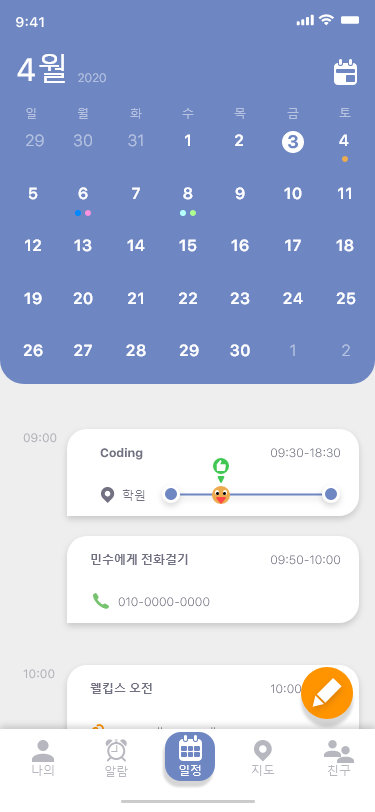 9:41
4월 2020
일 월 화 수 목 금 토
29 30 31 1 2 3 4
5 6 7 8 9 10 11
12 13 14 15 16 17 18
19 20 21 22 23 24 25
26 27 28 29 30 1 2
09:00
Coding 09:30-18:30
학원
민수에게 전화걸기 09:50-10:00
010-0000-0000
10:00
웰킵스 오전 10:00
나의 알람 일정 지도 친구